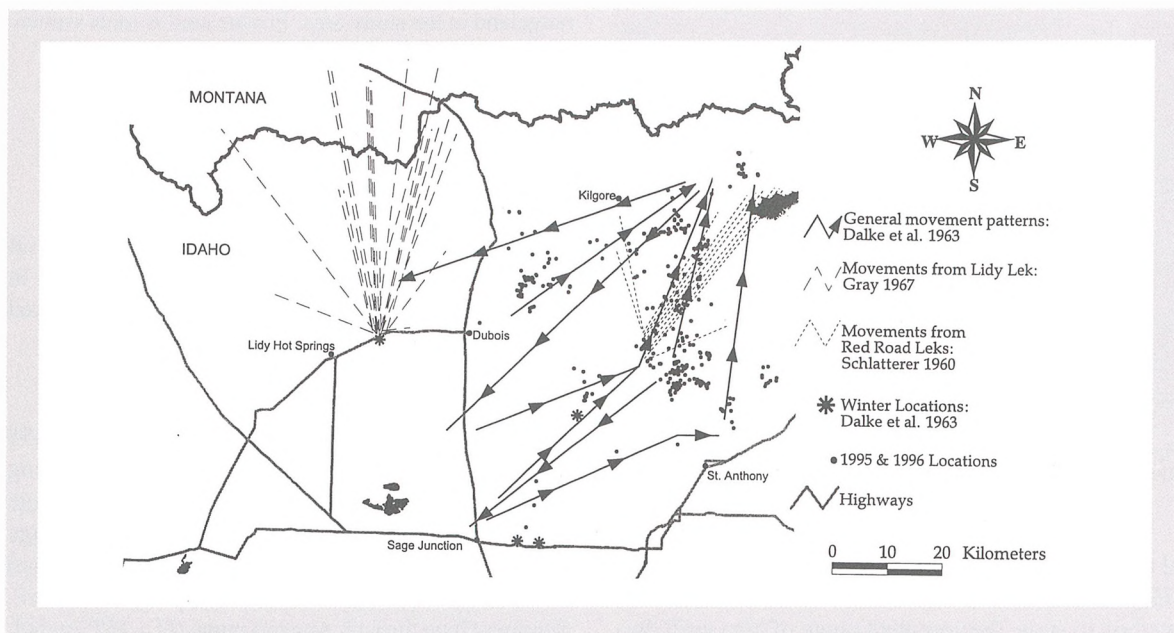 MONTANA
IDAHO
Kilgore
Lidy Hot Springs
Dubois
St. Anthony
Sage Junction
N
W E
S
General movement patterns:
Dalke et al. 1963
Movements from Lidy Lek:
Gray 1967
Movements from
Red Road Leks:
Schlatterer 1960
Winter Locations:
Dalke et al. 1963
1995 & 1996 Locations
Highways
0 10 20 Kilometers